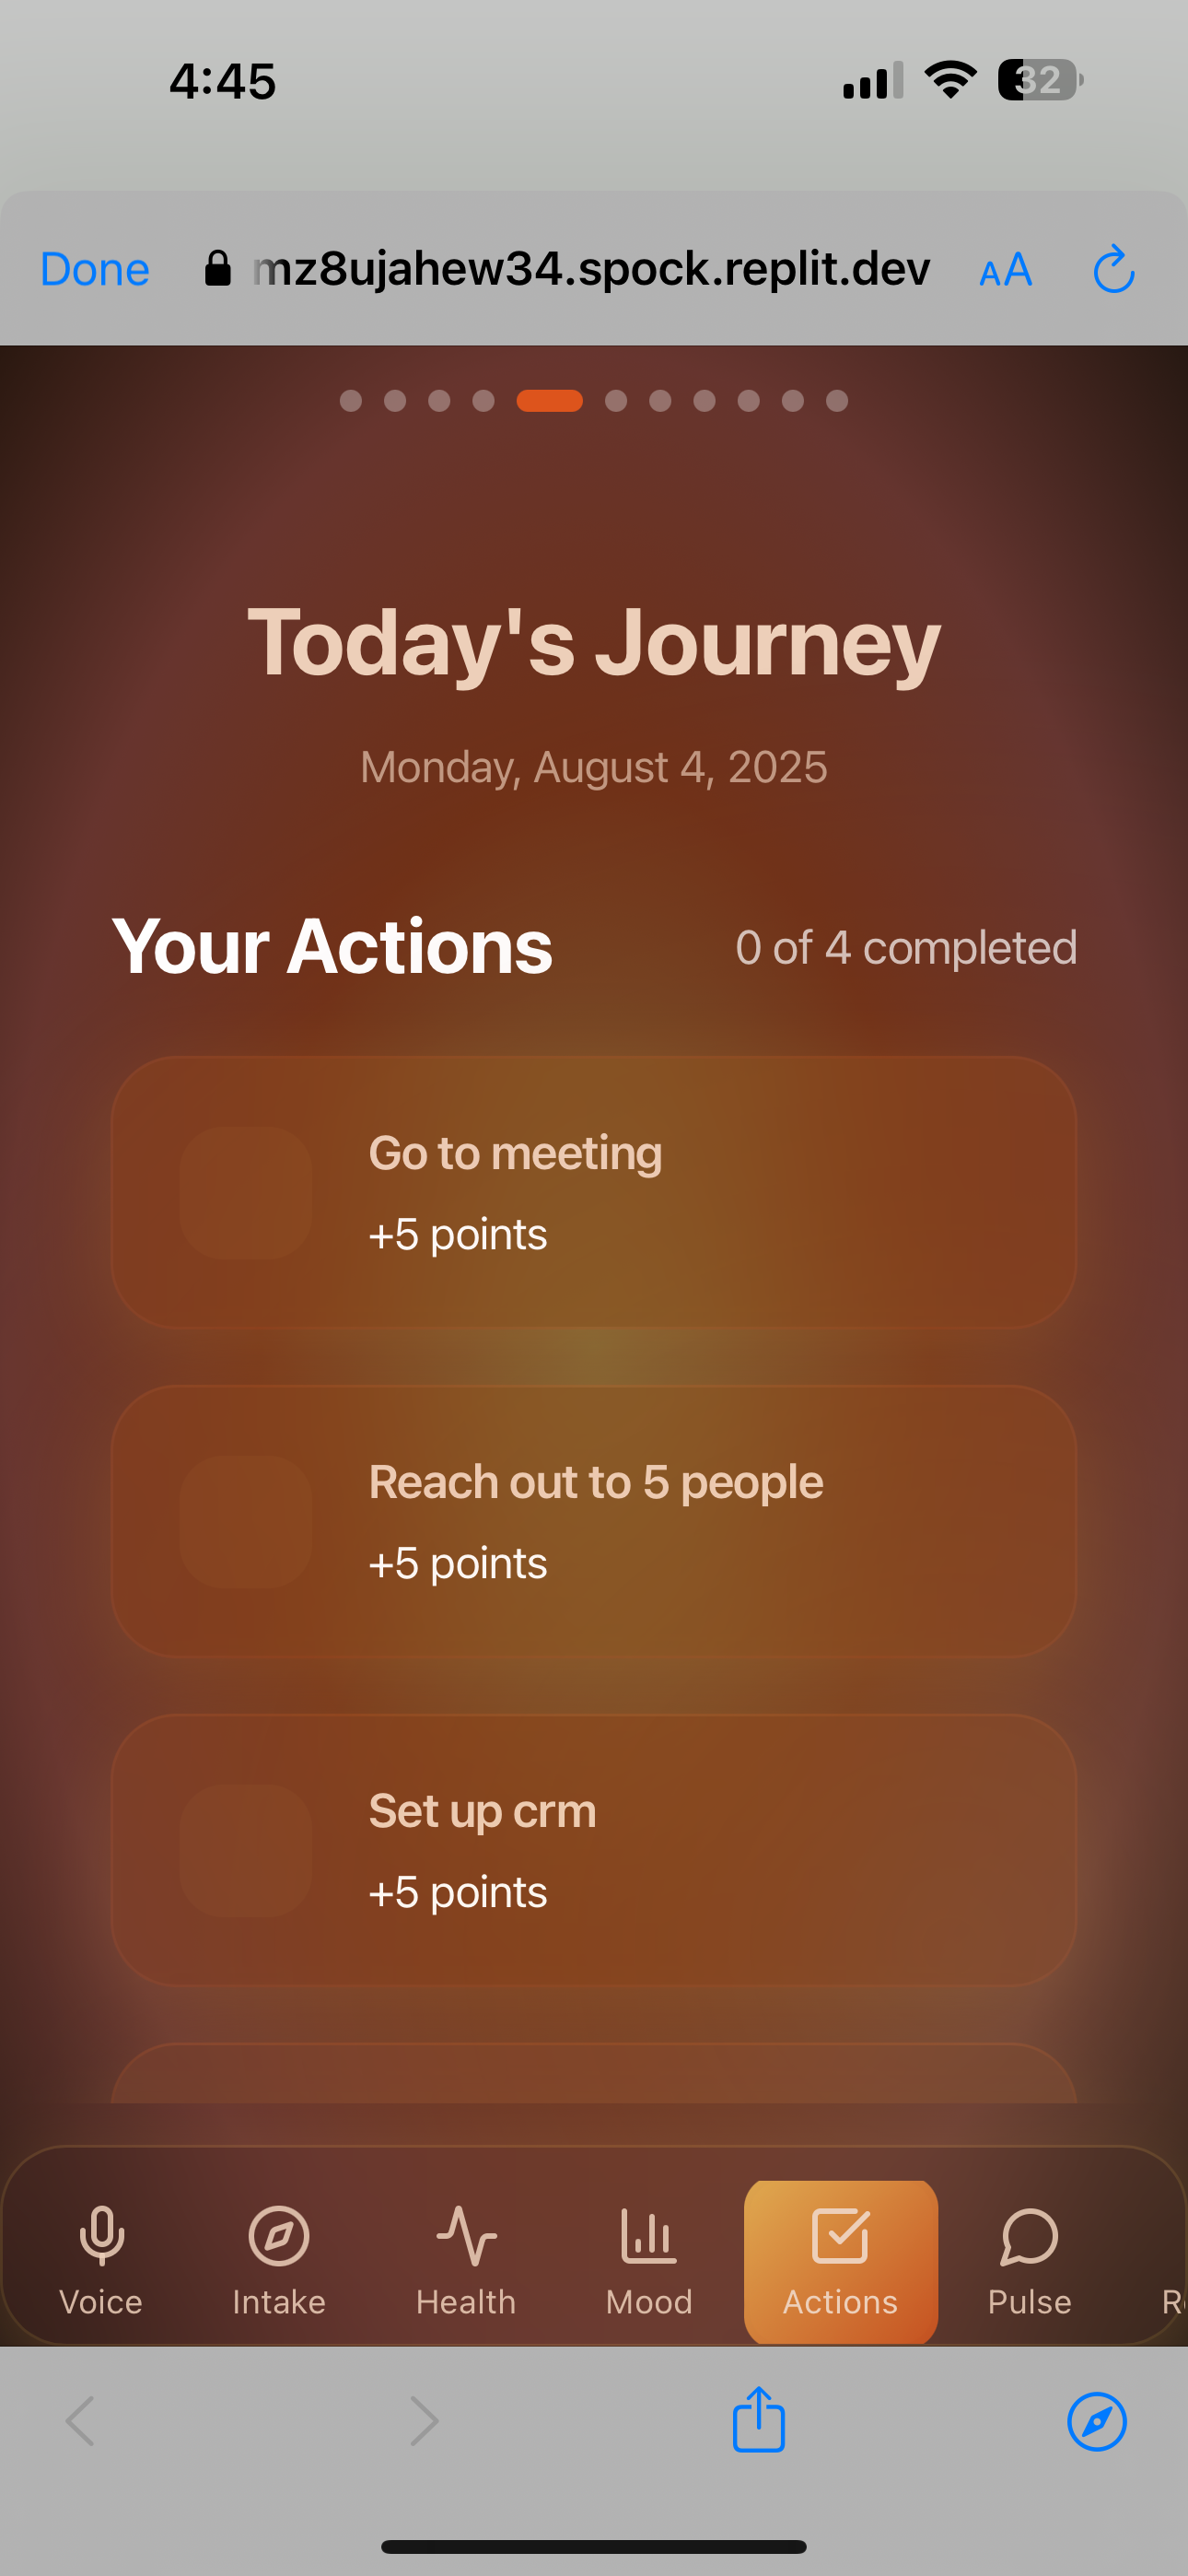 4:45
32
Done
mz8ujahew34.spock.replit.dev
AA
Today's Journey
Monday, August 4, 2025
Your Actions
0 of 4 completed
Go to meeting
+5 points
Reach out to 5 people
+5 points
Set up crm
+5 points
Voice
Intake
Health
Mood
Actions
Pulse